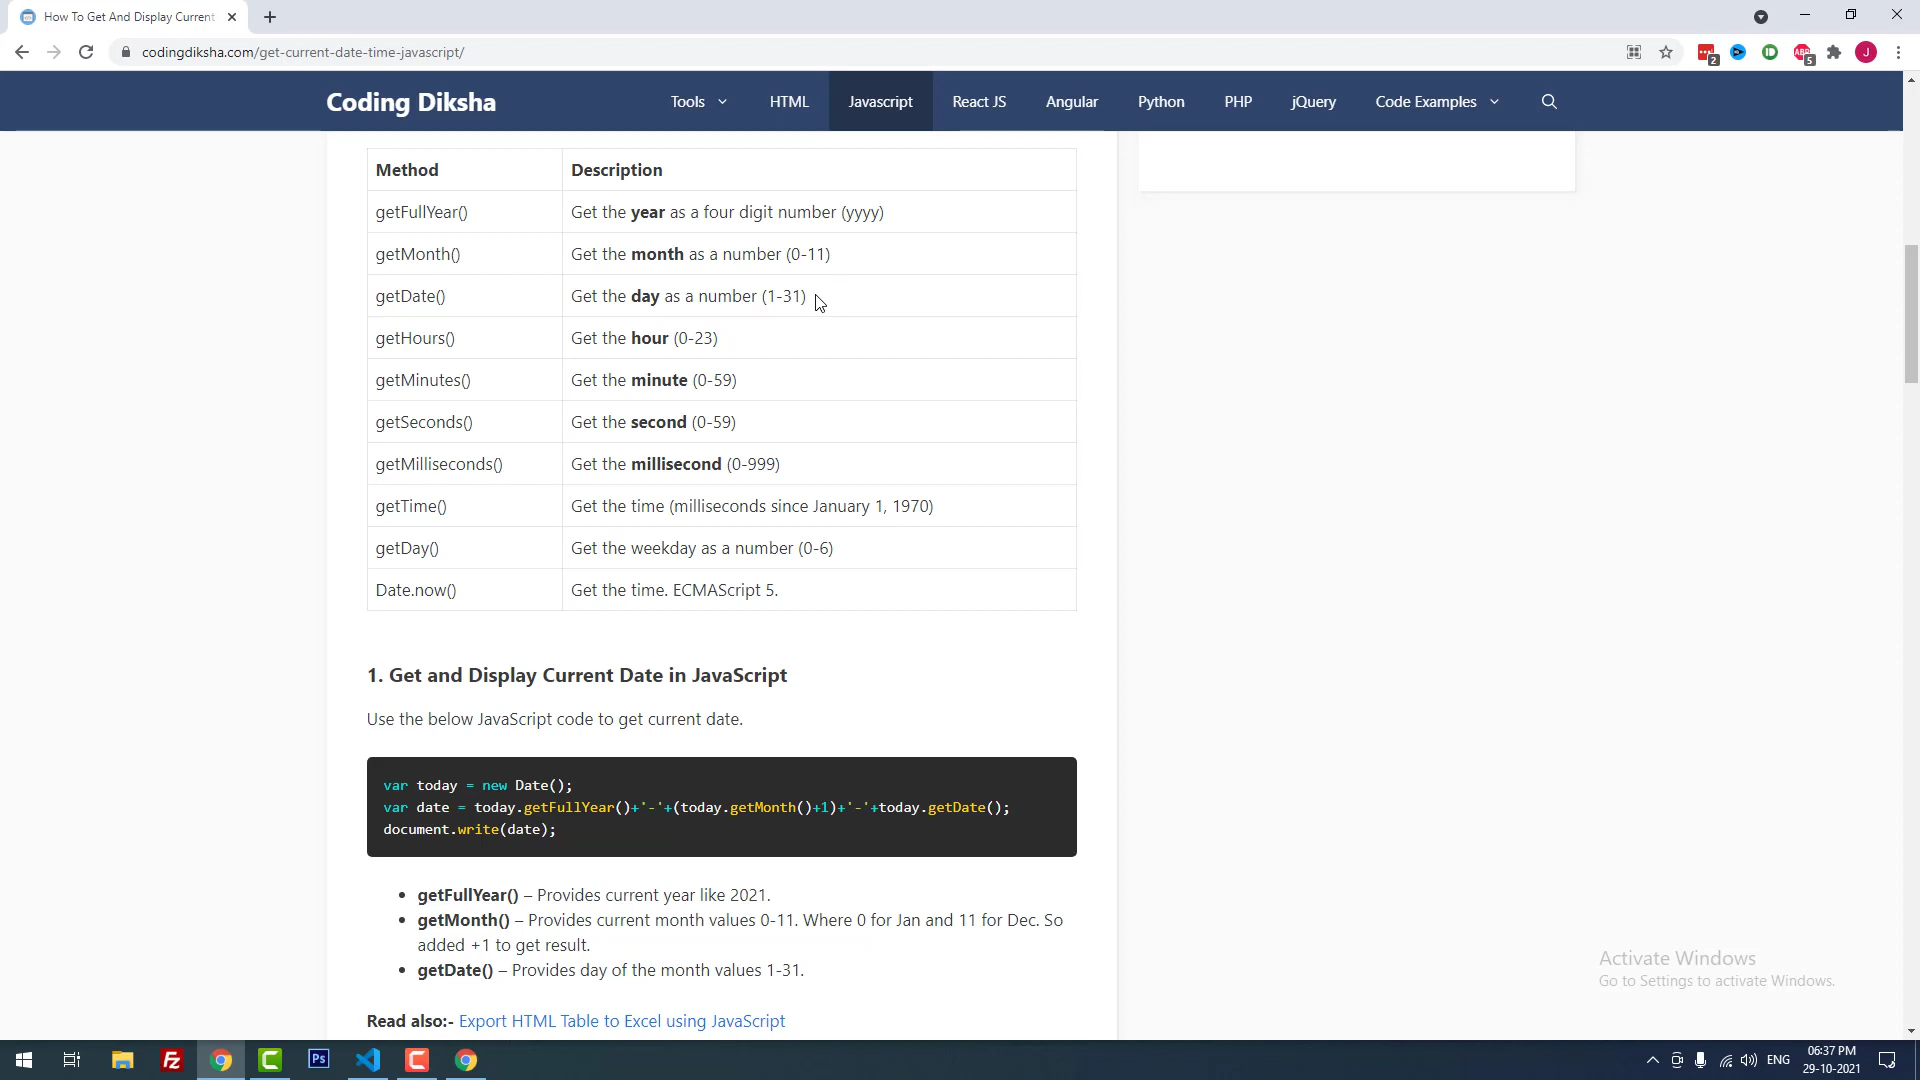 How To Get And Display Current
codingdiksha.com/get-current-date-time-javascript/
2
ABP
5
J
Coding Diksha
Tools
HTML
Javascript
React JS
Angular
Python
PHP
jQuery
Code Examples
Method Description
getFullYear() Get the year as a four digit number (yyyy)
getMonth() Get the month as a number (0-11)
getDate() Get the day as a number (1-31)
getHours() Get the hour (0-23)
getMinutes() Get the minute (0-59)
getSeconds() Get the second (0-59)
getMilliseconds() Get the millisecond (0-999)
getTime() Get the time (milliseconds since January 1, 1970)
getDay() Get the weekday as a number (0-6)
Date.now() Get the time. ECMAScript 5.
1. Get and Display Current Date in JavaScript
Use the below JavaScript code to get current date.
var today = new Date();
var date = today.getFullYear()+'-'+(today.getMonth()+1)+'-'+today.getDate();
document.write(date);
• getFullYear() – Provides current year like 2021.
• getMonth() – Provides current month values 0-11. Where 0 for Jan and 11 for Dec. So
added +1 to get result.
• getDate() – Provides day of the month values 1-31.
Read also:- Export HTML Table to Excel using JavaScript
Activate Windows
Go to Settings to activate Windows.
Fz
C
Ps
C
ENG
06:37 PM
29-10-2021